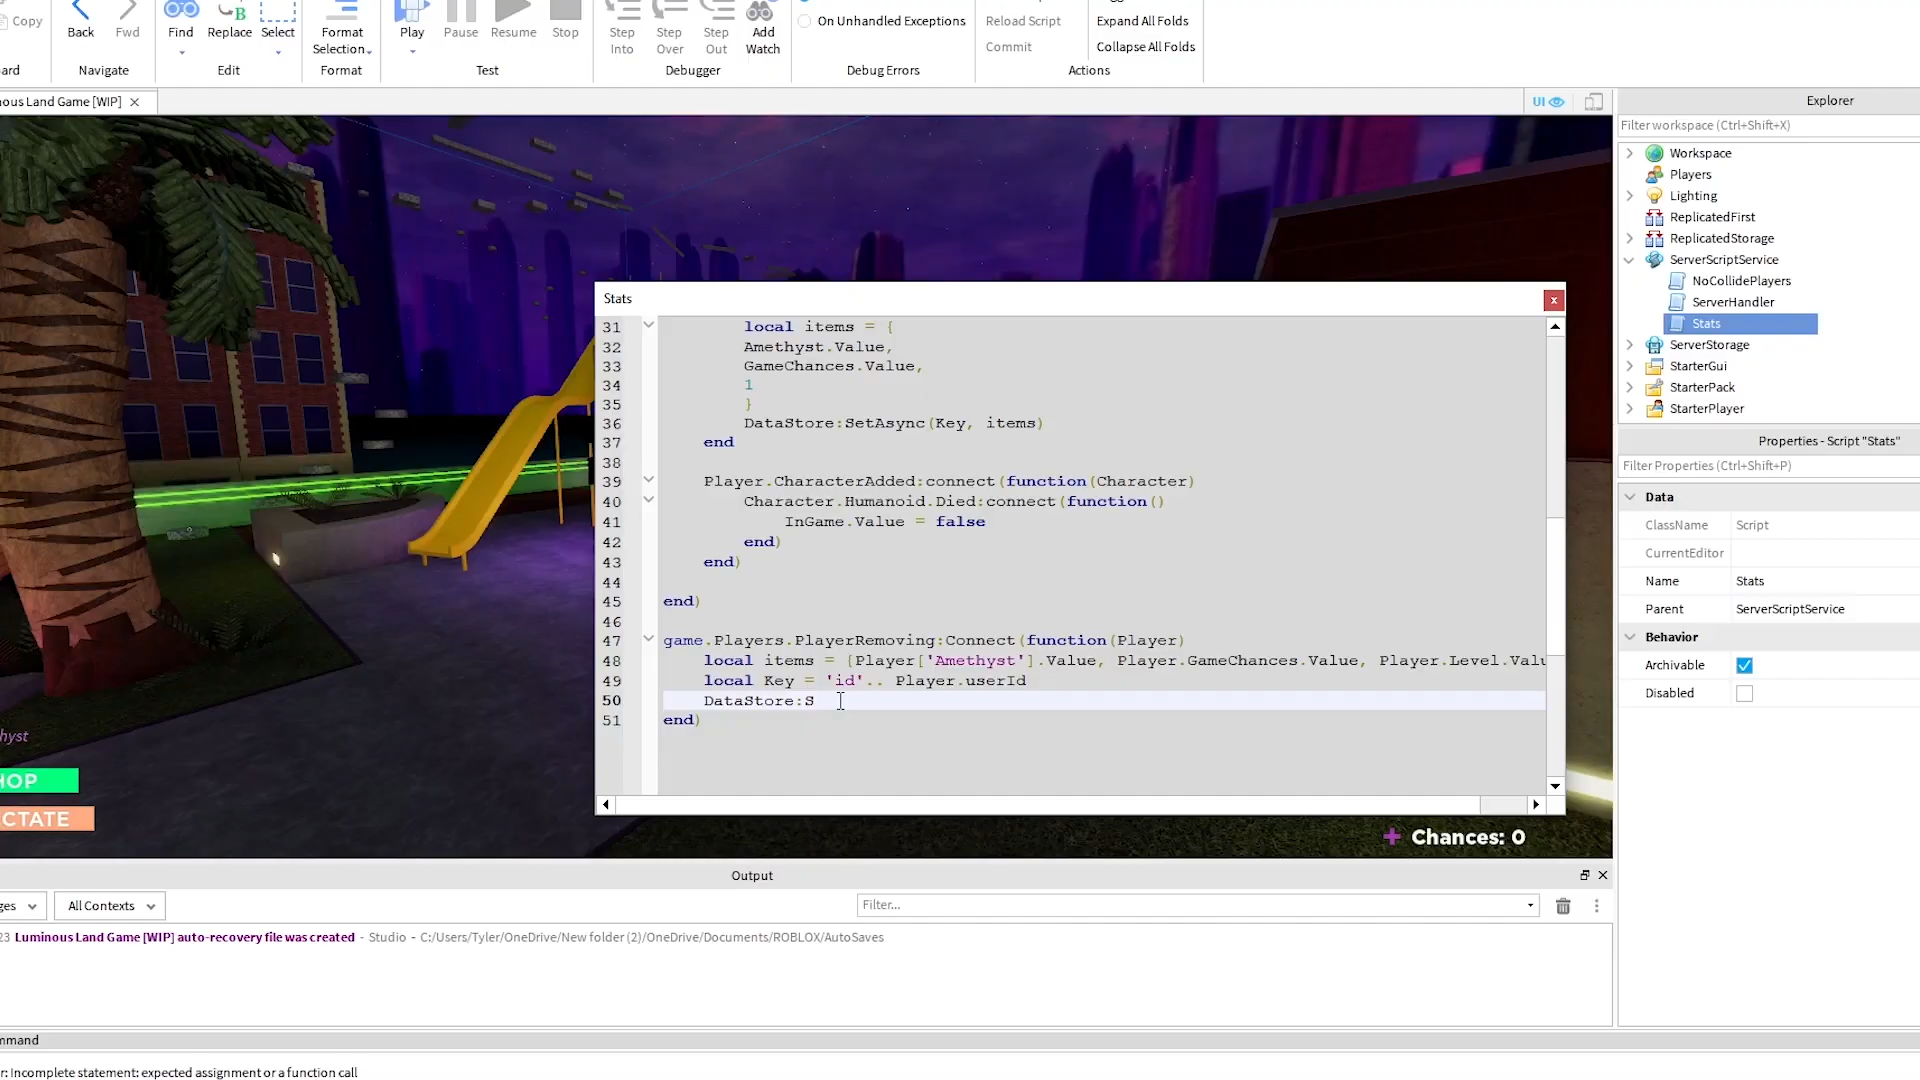 Copy
Back
Fwd
Find
Replace
Select
Format
Selection
Play
Pause
Resume
Stop
Step
Into
Step
Over
Step
Out
Add
Watch
On Unhandled Exceptions
Reload Script
Commit
Expand All Folds
Collapse All Folds
ard
Navigate
Edit
Format
Test
Debugger
Debug Errors
Actions
ous Land Game [WIP]
UI
Explorer
Filter workspace (Ctrl+Shift+X)
Workspace
Players
Lighting
ReplicatedFirst
ReplicatedStorage
ServerScriptService
NoCollidePlayers
ServerHandler
Stats
ServerStorage
StarterGui
StarterPack
StarterPlayer
Properties - Script "Stats"
Filter Properties (Ctrl+Shift+P)
Data
ClassName Script
CurrentEditor
Name Stats
Parent ServerScriptService
Behavior
Archivable
Disabled
Stats
31 local items = {
32 Amethyst.Value,
33 GameChances.Value,
34 1
35 }
36 DataStore:SetAsync(Key, items)
37 end
38
39 Player.CharacterAdded:connect(function(Character)
40 Character.Humanoid.Died:connect(function()
41 InGame.Value = false
42 end)
43 end)
44
45 end)
46
47 game.Players.PlayerRemoving:Connect(function(Player)
48 local items = {Player['Amethyst'].Value, Player.GameChances.Value, Player.Level.Valu
49 local Key = 'id'.. Player.userId
50 DataStore:S
51 end)
hyst
HOP
CTATE
Chances: 0
Output
ges
All Contexts
Filter...
23 Luminous Land Game [WIP] auto-recovery file was created - Studio - C:/Users/Tyler/OneDrive/New folder (2)/OneDrive/Documents/ROBLOX/AutoSaves
mmand
r: Incomplete statement: expected assignment or a function call